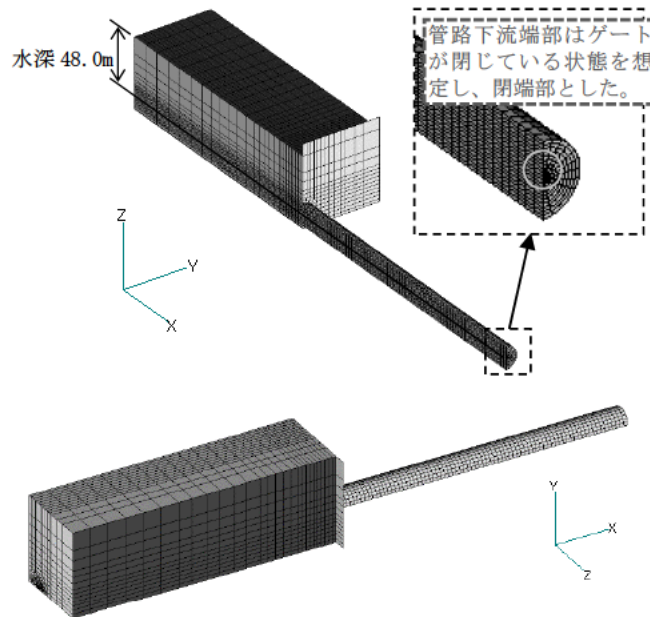 水深 48.0m
管路下流端部はゲート
が閉じている状態を想
定し、閉端部とした。
Z
Y
X
Y
X
Z